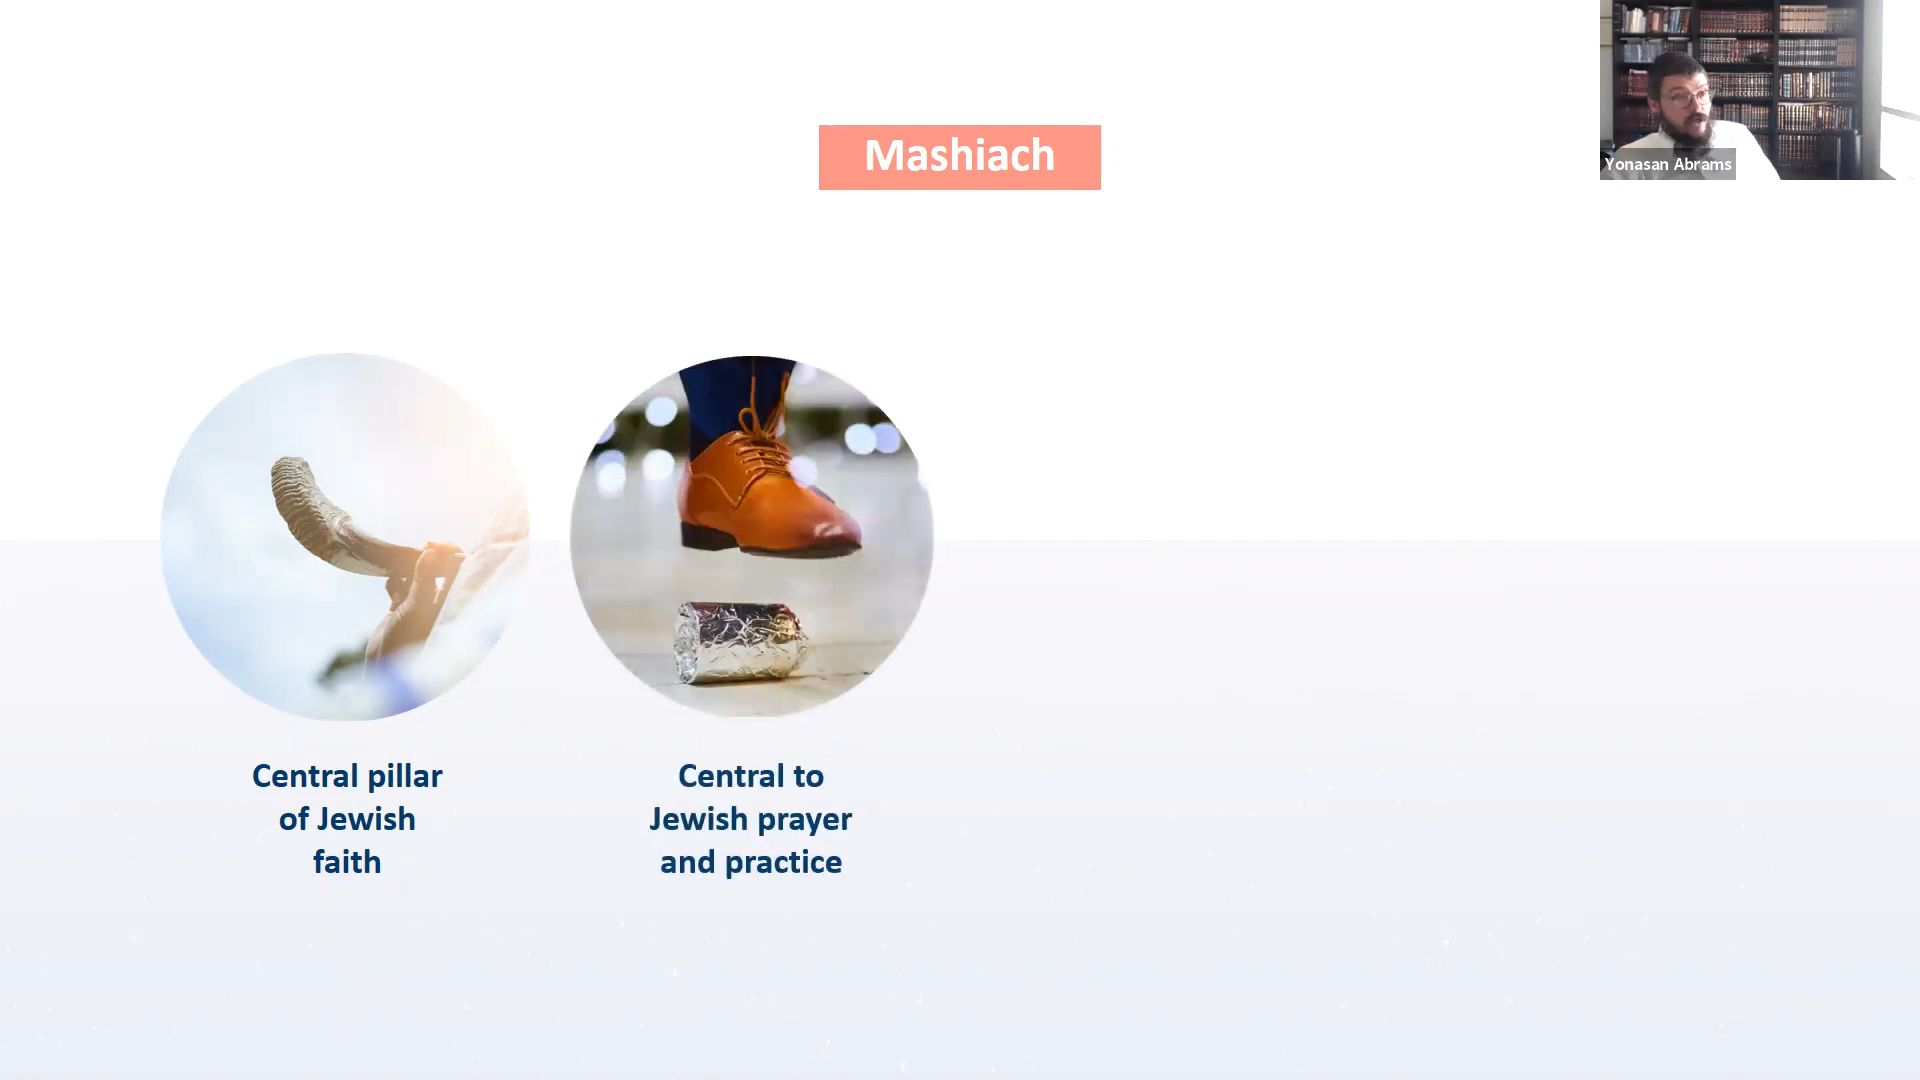 Mashiach
Yonasan Abrams
Central pillar
of Jewish
faith
Central to
Jewish prayer
and practice